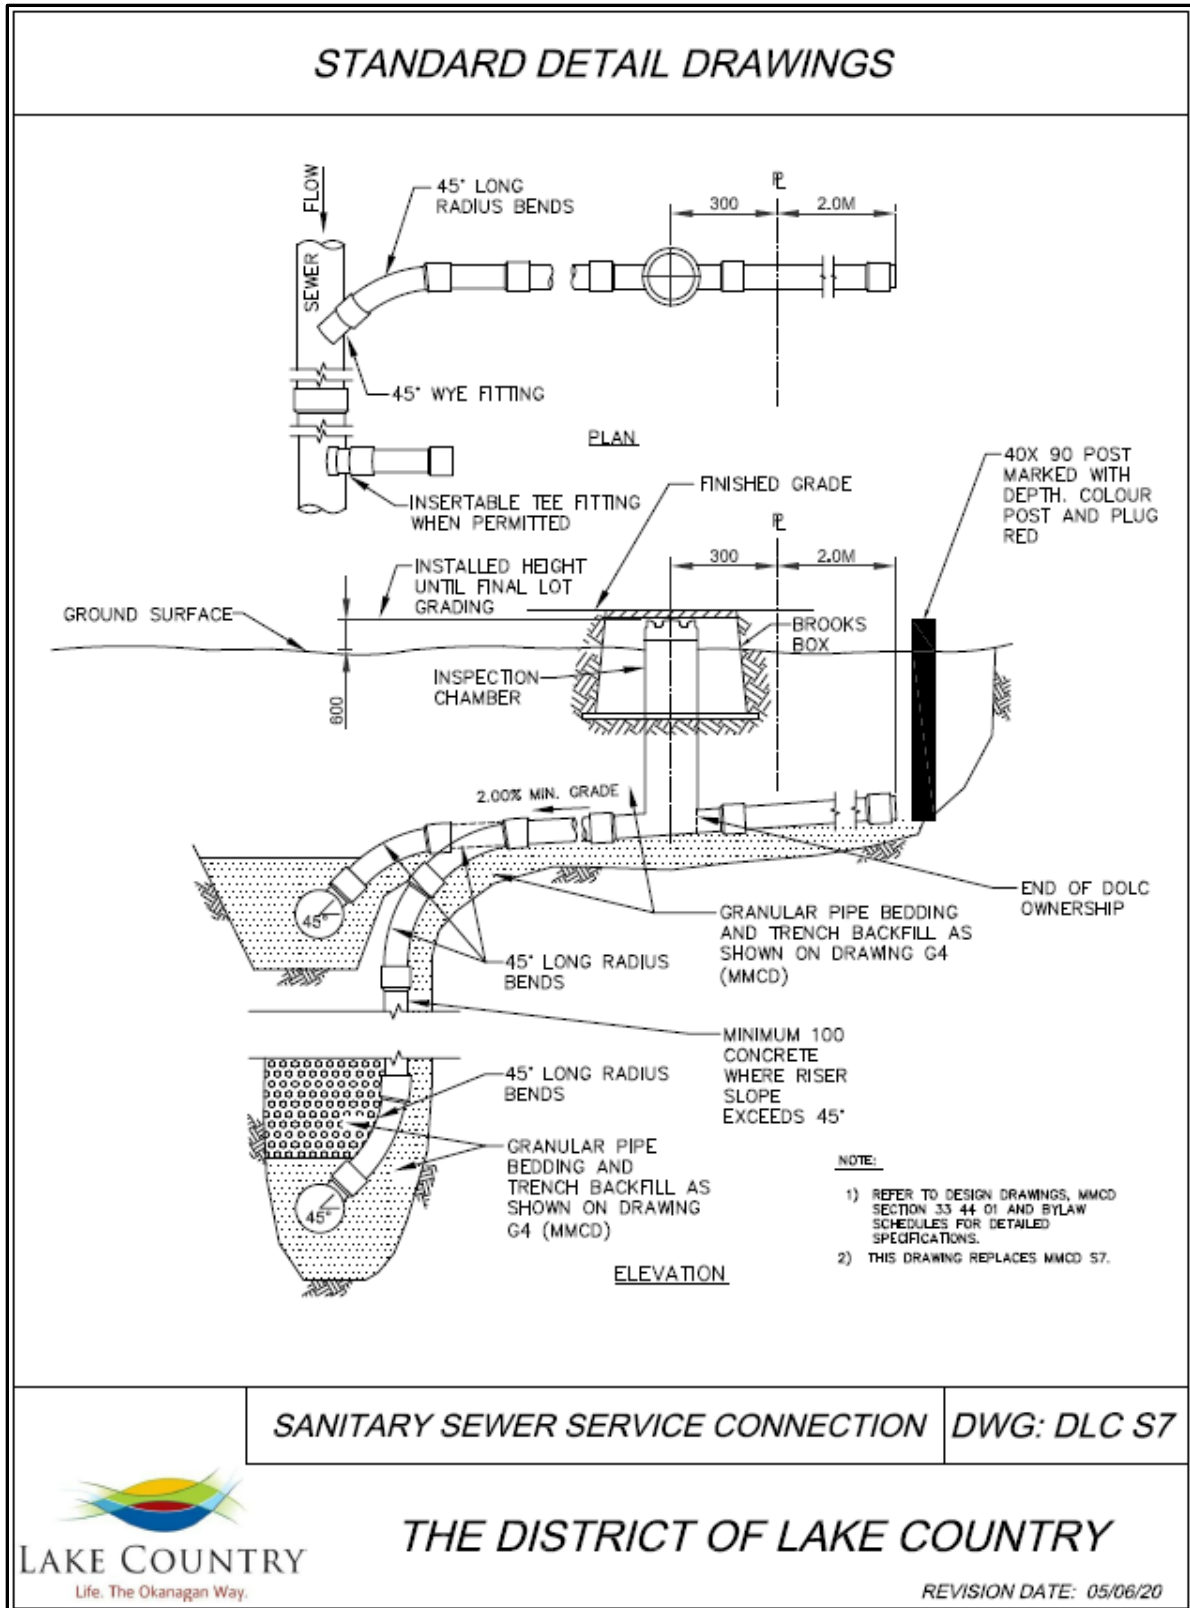 STANDARD DETAIL DRAWINGS
FLOW
SEWER
45° LONG
RADIUS BENDS
℄
300
2.0M
45° WYE FITTING
PLAN
INSERTABLE TEE FITTING
WHEN PERMITTED
FINISHED GRADE
40X 90 POST
MARKED WITH
DEPTH. COLOUR
POST AND PLUG
RED
℄
300
2.0M
INSTALLED HEIGHT
UNTIL FINAL LOT
GRADING
GROUND SURFACE
BROOKS
BOX
INSPECTION
CHAMBER
600
2.00% MIN. GRADE
45°
END OF DOLC
OWNERSHIP
GRANULAR PIPE BEDDING
AND TRENCH BACKFILL AS
SHOWN ON DRAWING G4
(MMCD)
45° LONG RADIUS
BENDS
MINIMUM 100
CONCRETE
WHERE RISER
SLOPE
EXCEEDS 45°
45° LONG RADIUS
BENDS
GRANULAR PIPE
BEDDING AND
TRENCH BACKFILL AS
SHOWN ON DRAWING
G4 (MMCD)
45°
ELEVATION
NOTE:
1) REFER TO DESIGN DRAWINGS, MMCD
SECTION 33 44 01 AND BYLAW
SCHEDULES FOR DETAILED
SPECIFICATIONS.
2) THIS DRAWING REPLACES MMCD S7.
SANITARY SEWER SERVICE CONNECTION
DWG: DLC S7
LAKE COUNTRY
Life. The Okanagan Way.
THE DISTRICT OF LAKE COUNTRY
REVISION DATE: 05/06/20